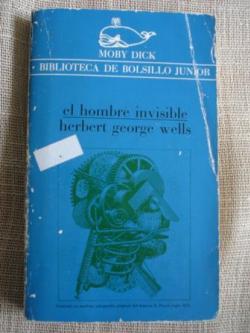 MOBY DICK
BIBLIOTECA DE BOLSILLO JUNIOR
el hombre invisible
herbert george wells